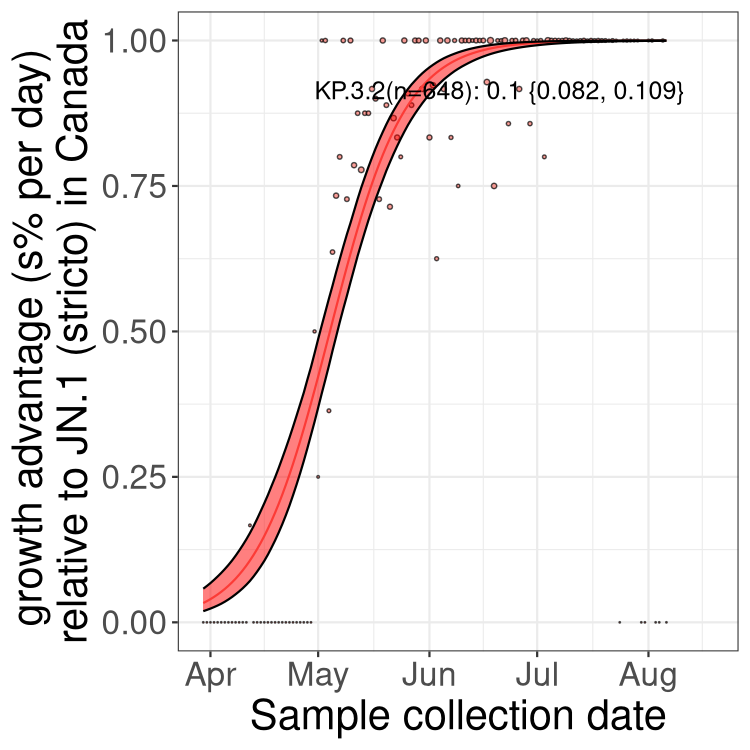 growth advantage (s% per day)
relative to JN.1 (stricto) in Canada
1.00
0.75
0.50
0.25
0.00
KP.3.2(n=648): 0.1 {0.082, 0.109}
Apr May Jun Jul Aug
Sample collection date